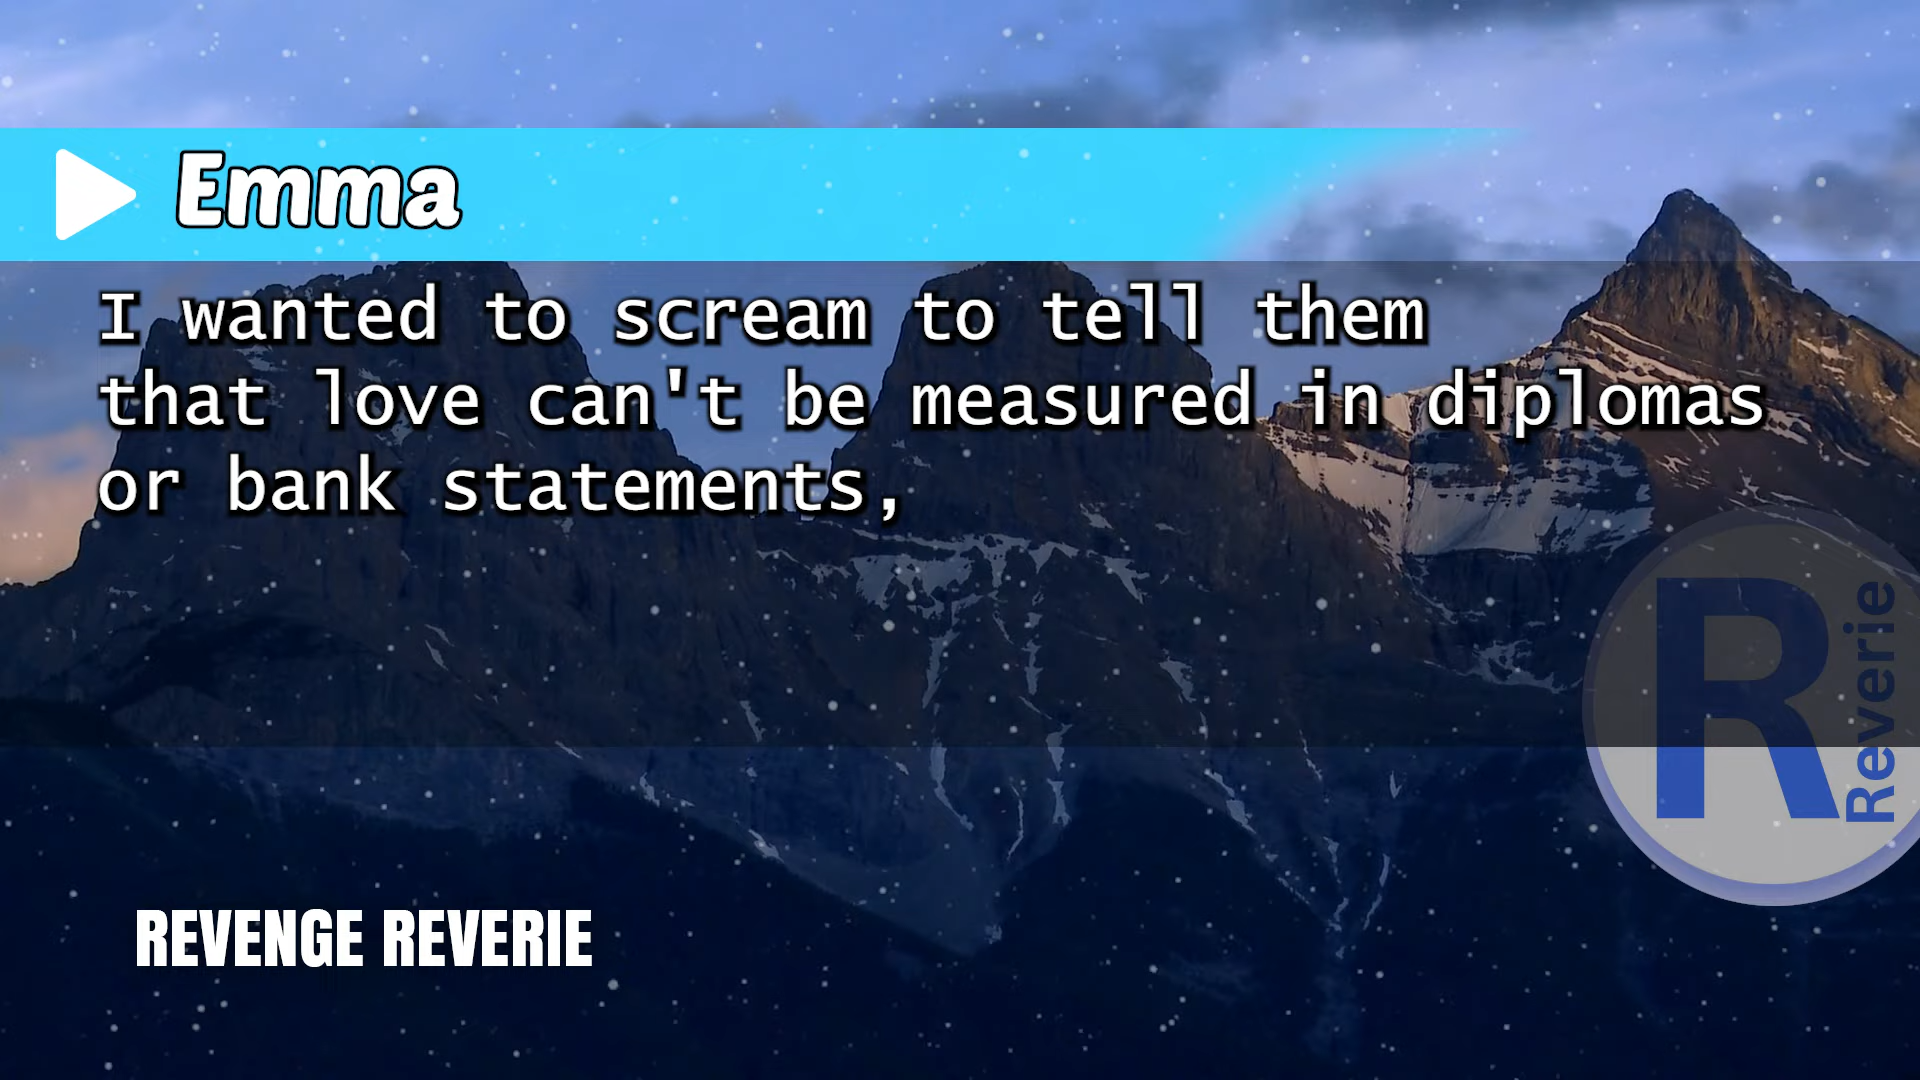 Emma
I wanted to scream to tell them
that love can't be measured in diplomas
or bank statements,
R
Reverie
REVENGE REVERIE